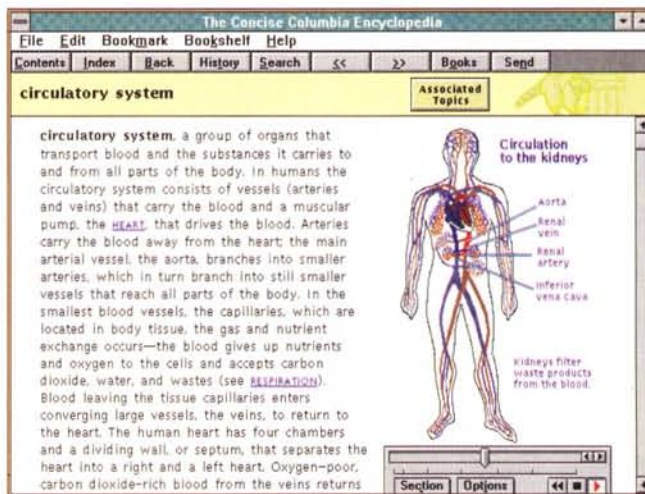 The Concise Columbia Encyclopedia
File Edit Bookmark Bookshelf Help
Contents Index Back History Search << >> Books Send
circulatory system
Associated
Topics
circulatory system, a group of organs that
transport blood and the substances it carries to
and from all parts of the body. In humans the
circulatory system consists of vessels (arteries
and veins) that carry the blood and a muscular
pump, the HEART, that drives the blood. Arteries
carry the blood away from the heart; the main
arterial vessel, the aorta, branches into smaller
arteries, which in turn branch into still smaller
vessels that reach all parts of the body. In the
smallest blood vessels, the capillaries, which are
located in body tissue, the gas and nutrient
exchange occurs—the blood gives up nutrients
and oxygen to the cells and accepts carbon
dioxide, water, and wastes (see RESPIRATION).
Blood leaving the tissue capillaries enters
converging large vessels, the veins, to return to
the heart. The human heart has four chambers
and a dividing wall, or septum, that separates the
heart into a right and a left heart. Oxygen-poor,
carbon dioxide-rich blood from the veins returns
Circulation
to the kidneys
Aorta
Renal
vein
Renal
artery
Inferior
vena cava
Kidneys filter
waste products
from the blood.
Section Options